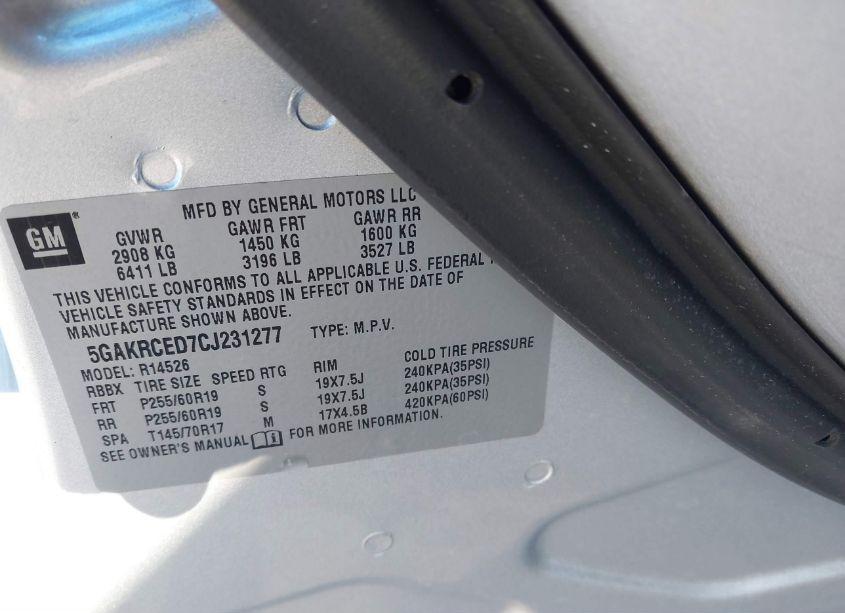 MFD BY GENERAL MOTORS LLC
GM®
GVWR GAWR FRT GAWR RR
2908 KG 1450 KG 1600 KG
6411 LB 3196 LB 3527 LB
THIS VEHICLE CONFORMS TO ALL APPLICABLE U.S. FEDERAL
VEHICLE SAFETY STANDARDS IN EFFECT ON THE DATE OF
MANUFACTURE SHOWN ABOVE.
5GAKRCED7CJ231277 TYPE: M.P.V.
MODEL: R14526
RBBX TIRE SIZE SPEED RTG RIM COLD TIRE PRESSURE
FRT P255/60R19 S 19X7.5J 240KPA(35PSI)
RR P255/60R19 S 19X7.5J 240KPA(35PSI)
SPA T145/70R17 M 17X4.5B 420KPA(60PSI)
SEE OWNER'S MANUAL FOR MORE INFORMATION.